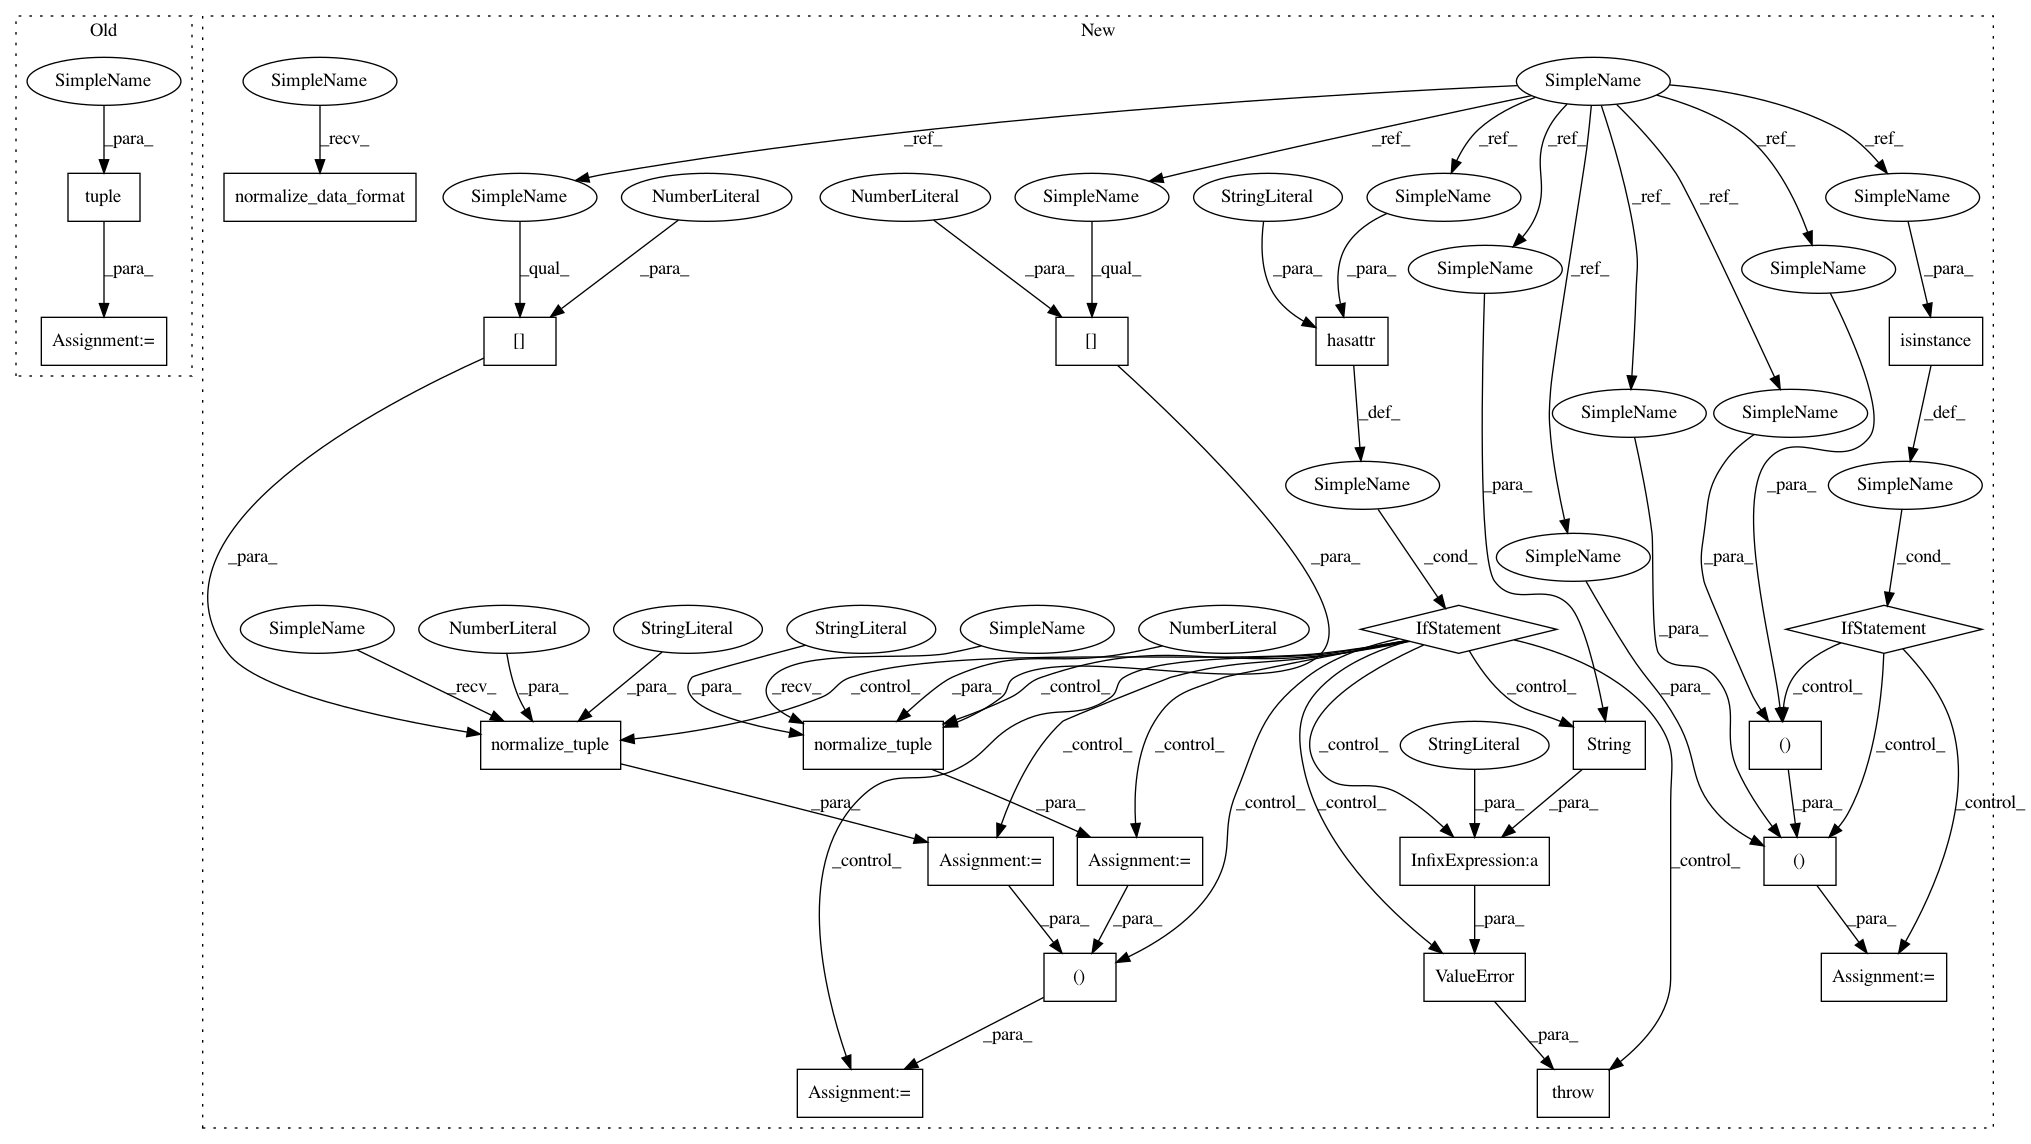 Old
New
SimpleName
SimpleName
SimpleName
_para_
_recv_
_ref_
_ref_
_ref_
_ref_
_ref_
_ref_
tuple
normalize_data_format
SimpleName
NumberLiteral
NumberLiteral
SimpleName
StringLiteral
SimpleName
SimpleName
_ref_
_ref_
_para_
_qual_
_para_
_para_
_qual_
_para_
_para_
SimpleName
_ref_
SimpleName
_para_
Assignment:=
[]
[]
hasattr
isinstance
_def_
SimpleName
SimpleName
_def_
SimpleName
_para_
_para_
SimpleName
_para_
_para_
_cond_
SimpleName
_para_
_cond_
SimpleName
NumberLiteral
StringLiteral
StringLiteral
SimpleName
NumberLiteral
IfStatement
_para_
IfStatement
_recv_
_para_
_para_
_para_
_recv_
_control_
_para_
_control_
_control_
_para_
_control_
normalize_tuple
normalize_tuple
_control_
_control_
_control_
StringLiteral
String
()
_control_
_para_
_para_
_control_
_control_
_para_
_para_
_para_
_control_
_control_
Assignment:=
Assignment:=
InfixExpression:a
_control_
()
_para_
_para_
_para_
_para_
()
ValueError
Assignment:=
_para_
_para_
Assignment:=
throw